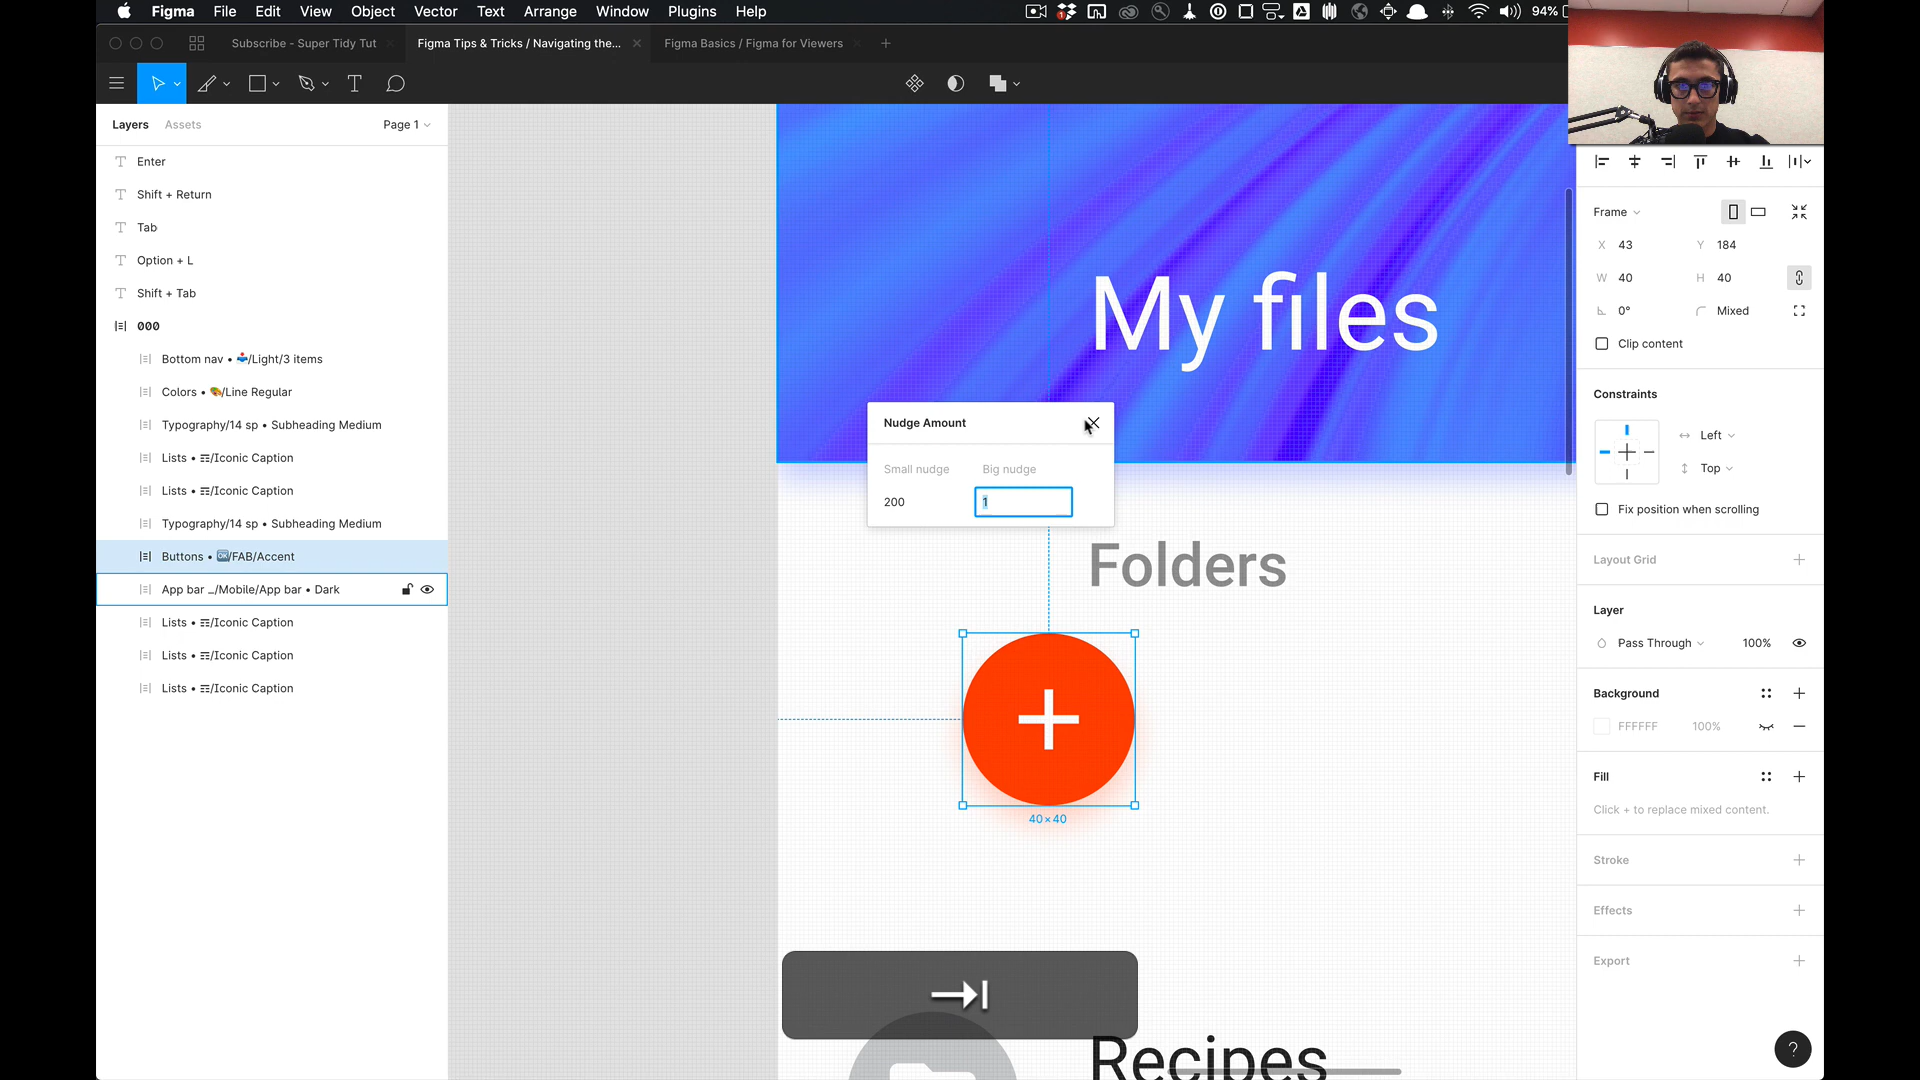 Figma File Edit View Object Vector Text Arrange Window Plugins Help
94%
Subscribe - Super Tidy Tut
Figma Tips & Tricks / Navigating the...
Figma Basics / Figma for Viewers
Layers Assets Page 1
Enter
Shift + Return
Tab
Option + L
Shift + Tab
000
Bottom nav • 🗳/Light/3 items
Colors • 🎨/Line Regular
Typography/14 sp • Subheading Medium
Lists • ☶/Iconic Caption
Lists • ☶/Iconic Caption
Typography/14 sp • Subheading Medium
Buttons • 🆗/FAB/Accent
App bar _/Mobile/App bar • Dark
Lists • ☶/Iconic Caption
Lists • ☶/Iconic Caption
Lists • ☶/Iconic Caption
My files
Nudge Amount
Small nudge Big nudge
200 1
Folders
40 × 40
Recipes
Frame
X 43 Y 184
W 40 H 40
0° Mixed
Clip content
Constraints
Left
Top
Fix position when scrolling
Layout Grid
Layer
Pass Through 100%
Background
FFFFFF 100%
Fill
Click + to replace mixed content.
Stroke
Effects
Export
?